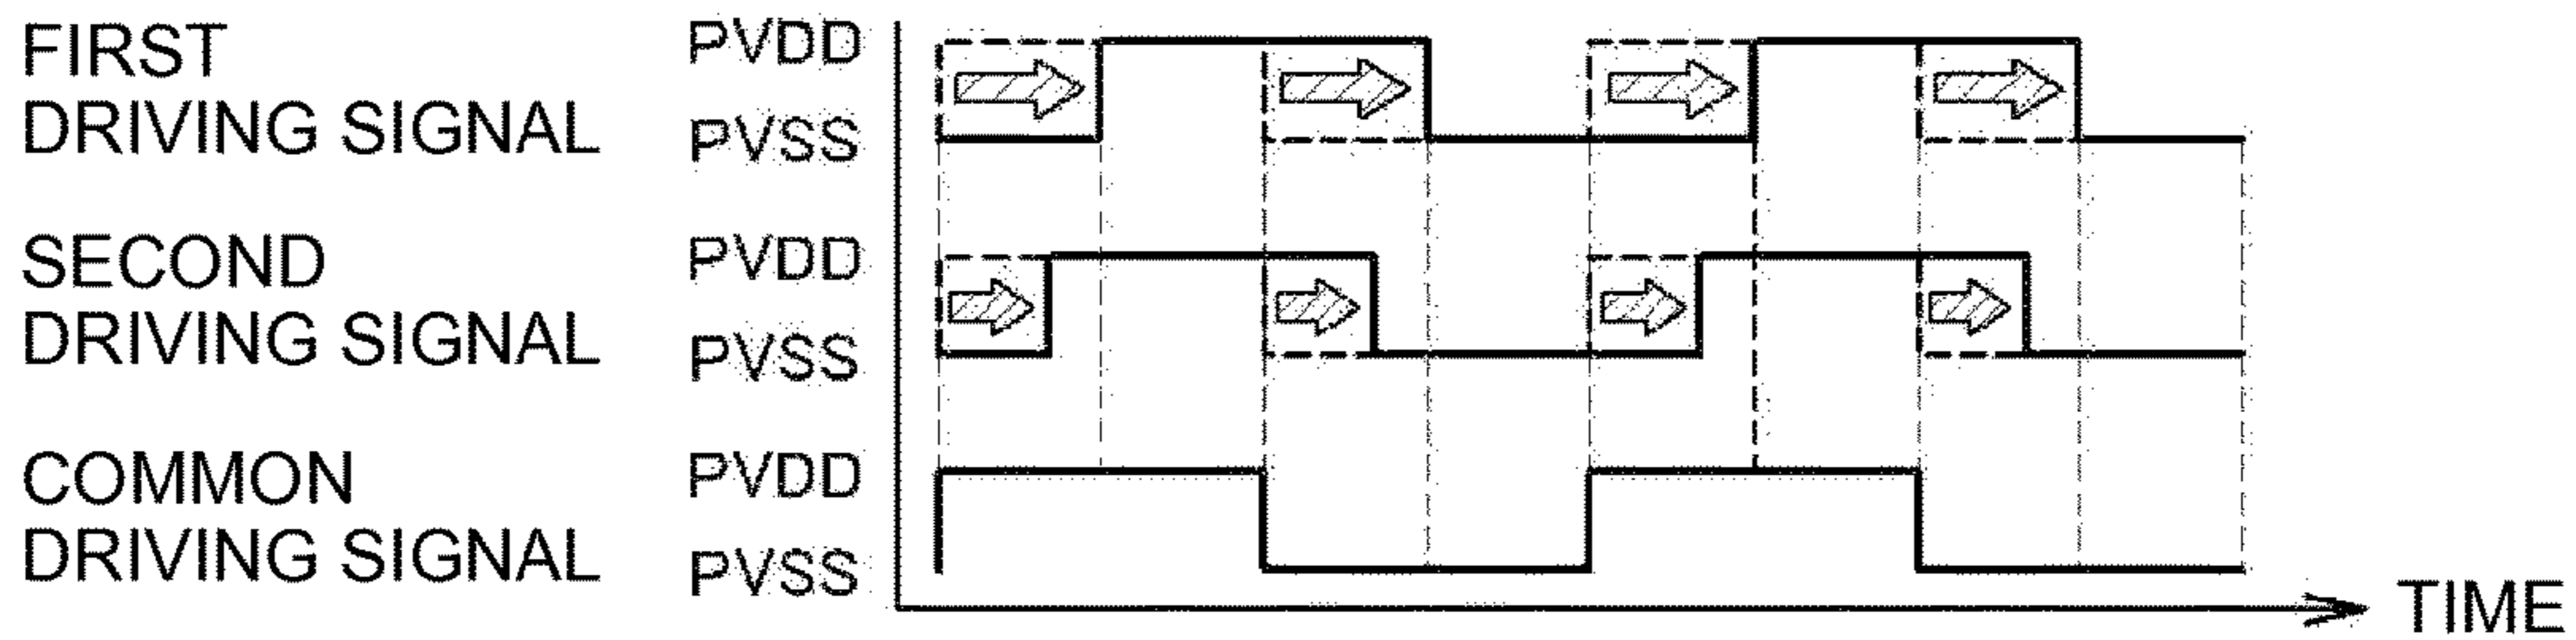 FIRST
DRIVING SIGNAL
PVDD
PVSS
SECOND
DRIVING SIGNAL
PVDD
PVSS
COMMON
DRIVING SIGNAL
PVDD
PVSS
TIME